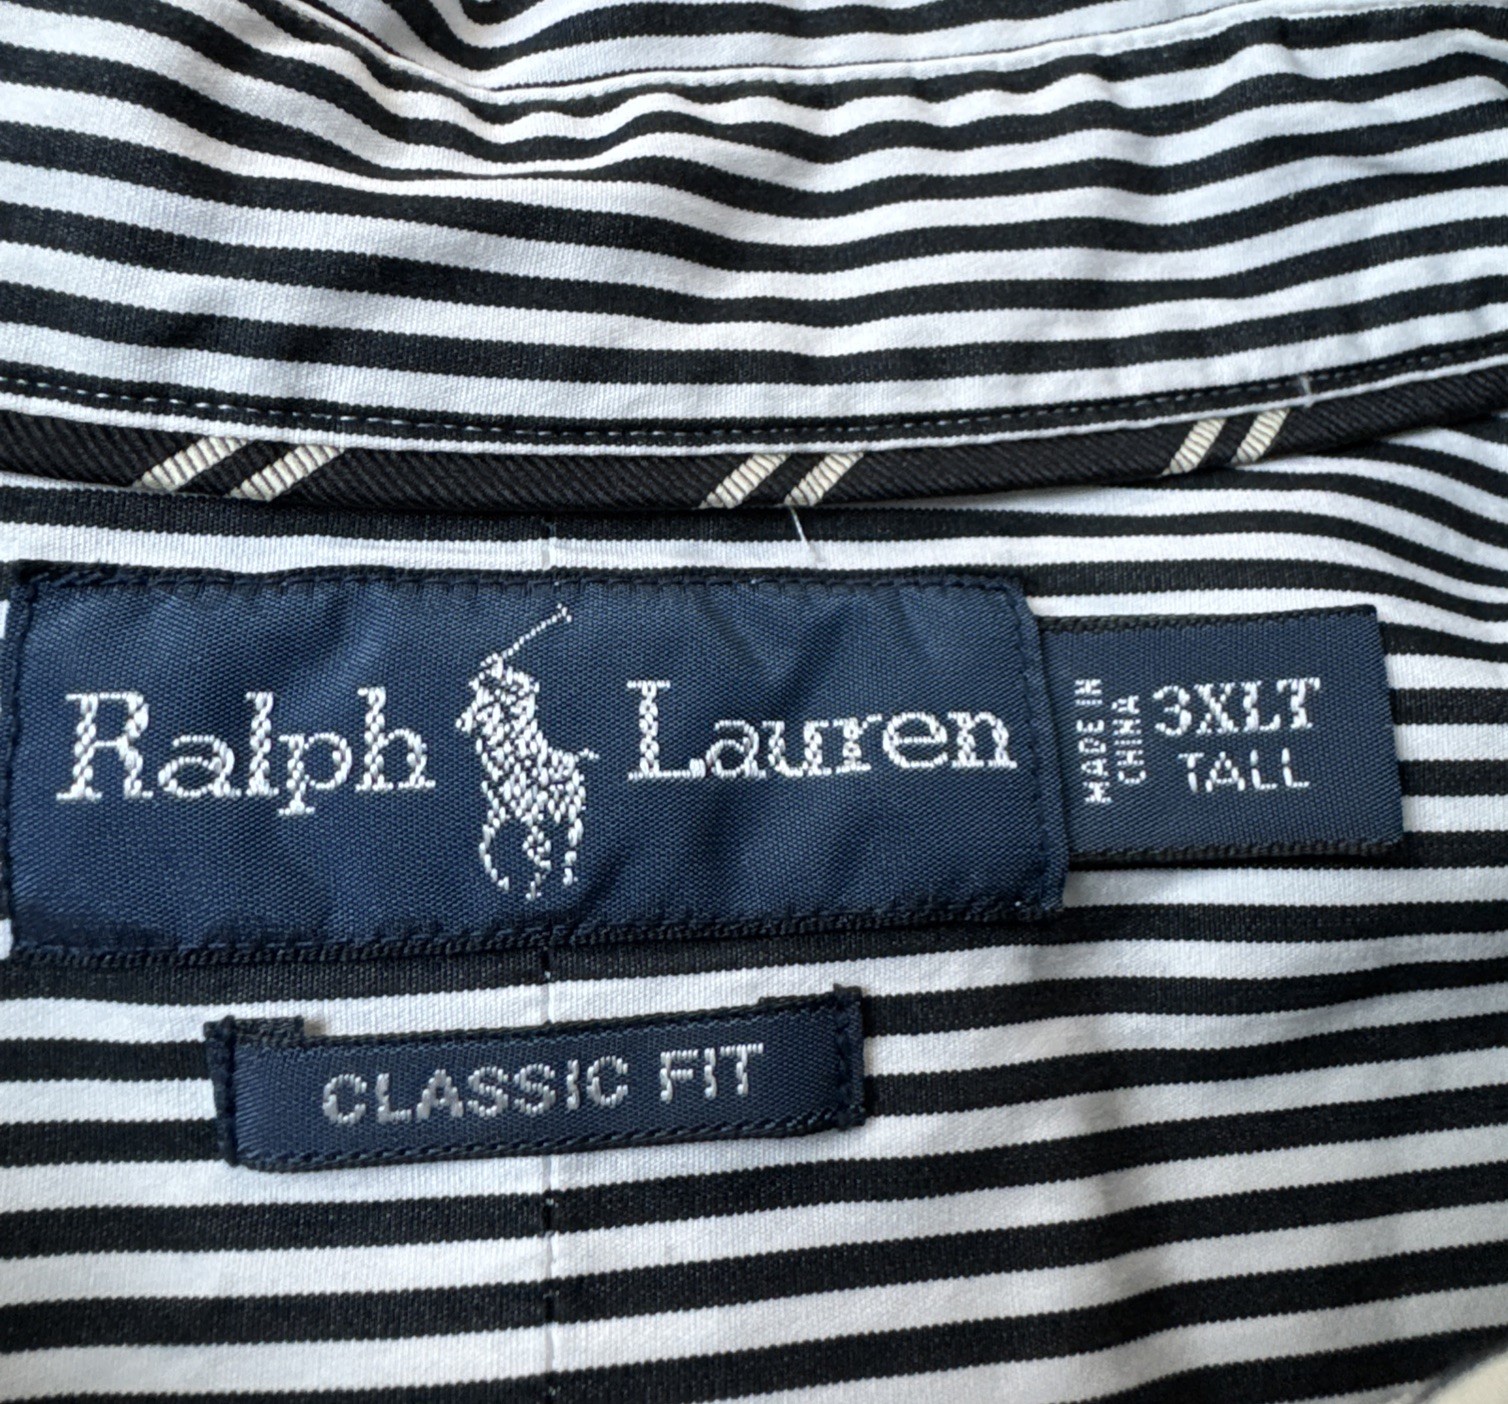 Ralph Lauren
MADE IN
CHINA
3XLT
TALL
CLASSIC FIT